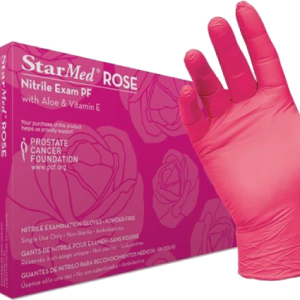 StarMed® ROSE
Nitrile Exam PF
with Aloe & Vitamin E
Your purchase of this product
helps us proudly support:
PROSTATE
CANCER
FOUNDATION
www.pcf.org
NITRILE EXAMINATION GLOVES • POWDER-FREE
Single Use Only • Non-Sterile • Ambidextrous
GANTS DE NITRILE POUR EXAMEN • SANS POUDRE
GUANTES DE NITRILO PARA RECONOCIMIENTOS MÉDICOS • SIN TALCO
StarMed® ROSE